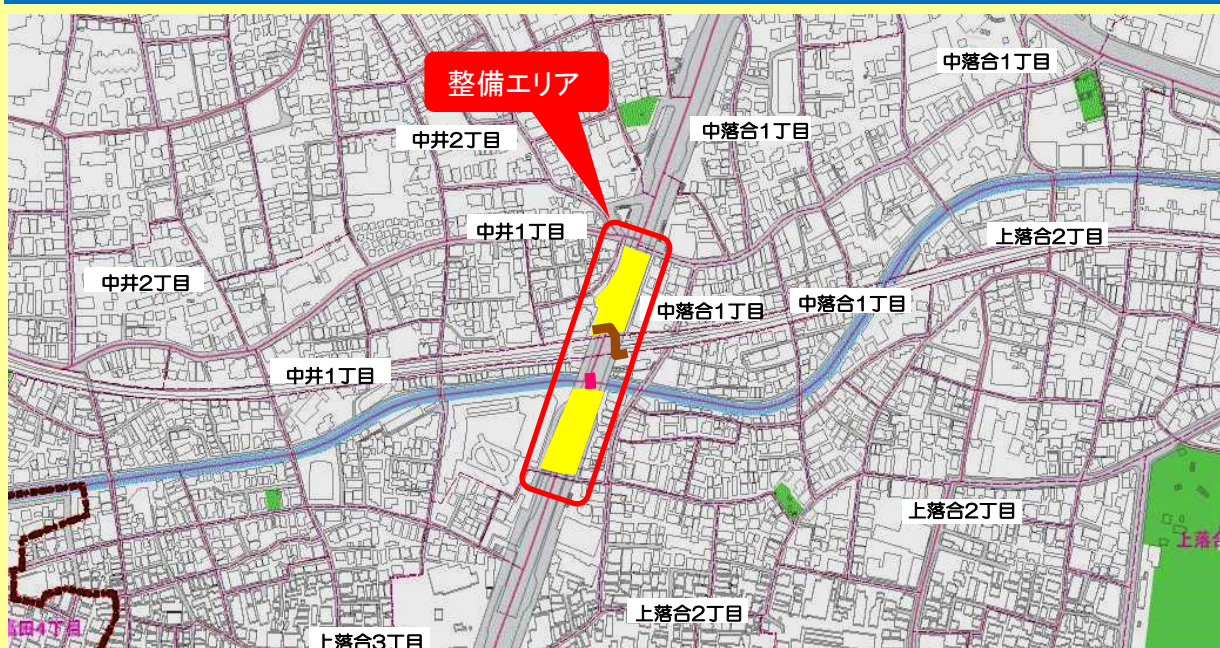 中落合1丁目
整備エリア
中落合1丁目
中井2丁目
中井1丁目
上落合2丁目
中井2丁目
中落合1丁目
中落合1丁目
中井1丁目
上落合2丁目
上落合
上落合2丁目
4丁目
上落合3丁目